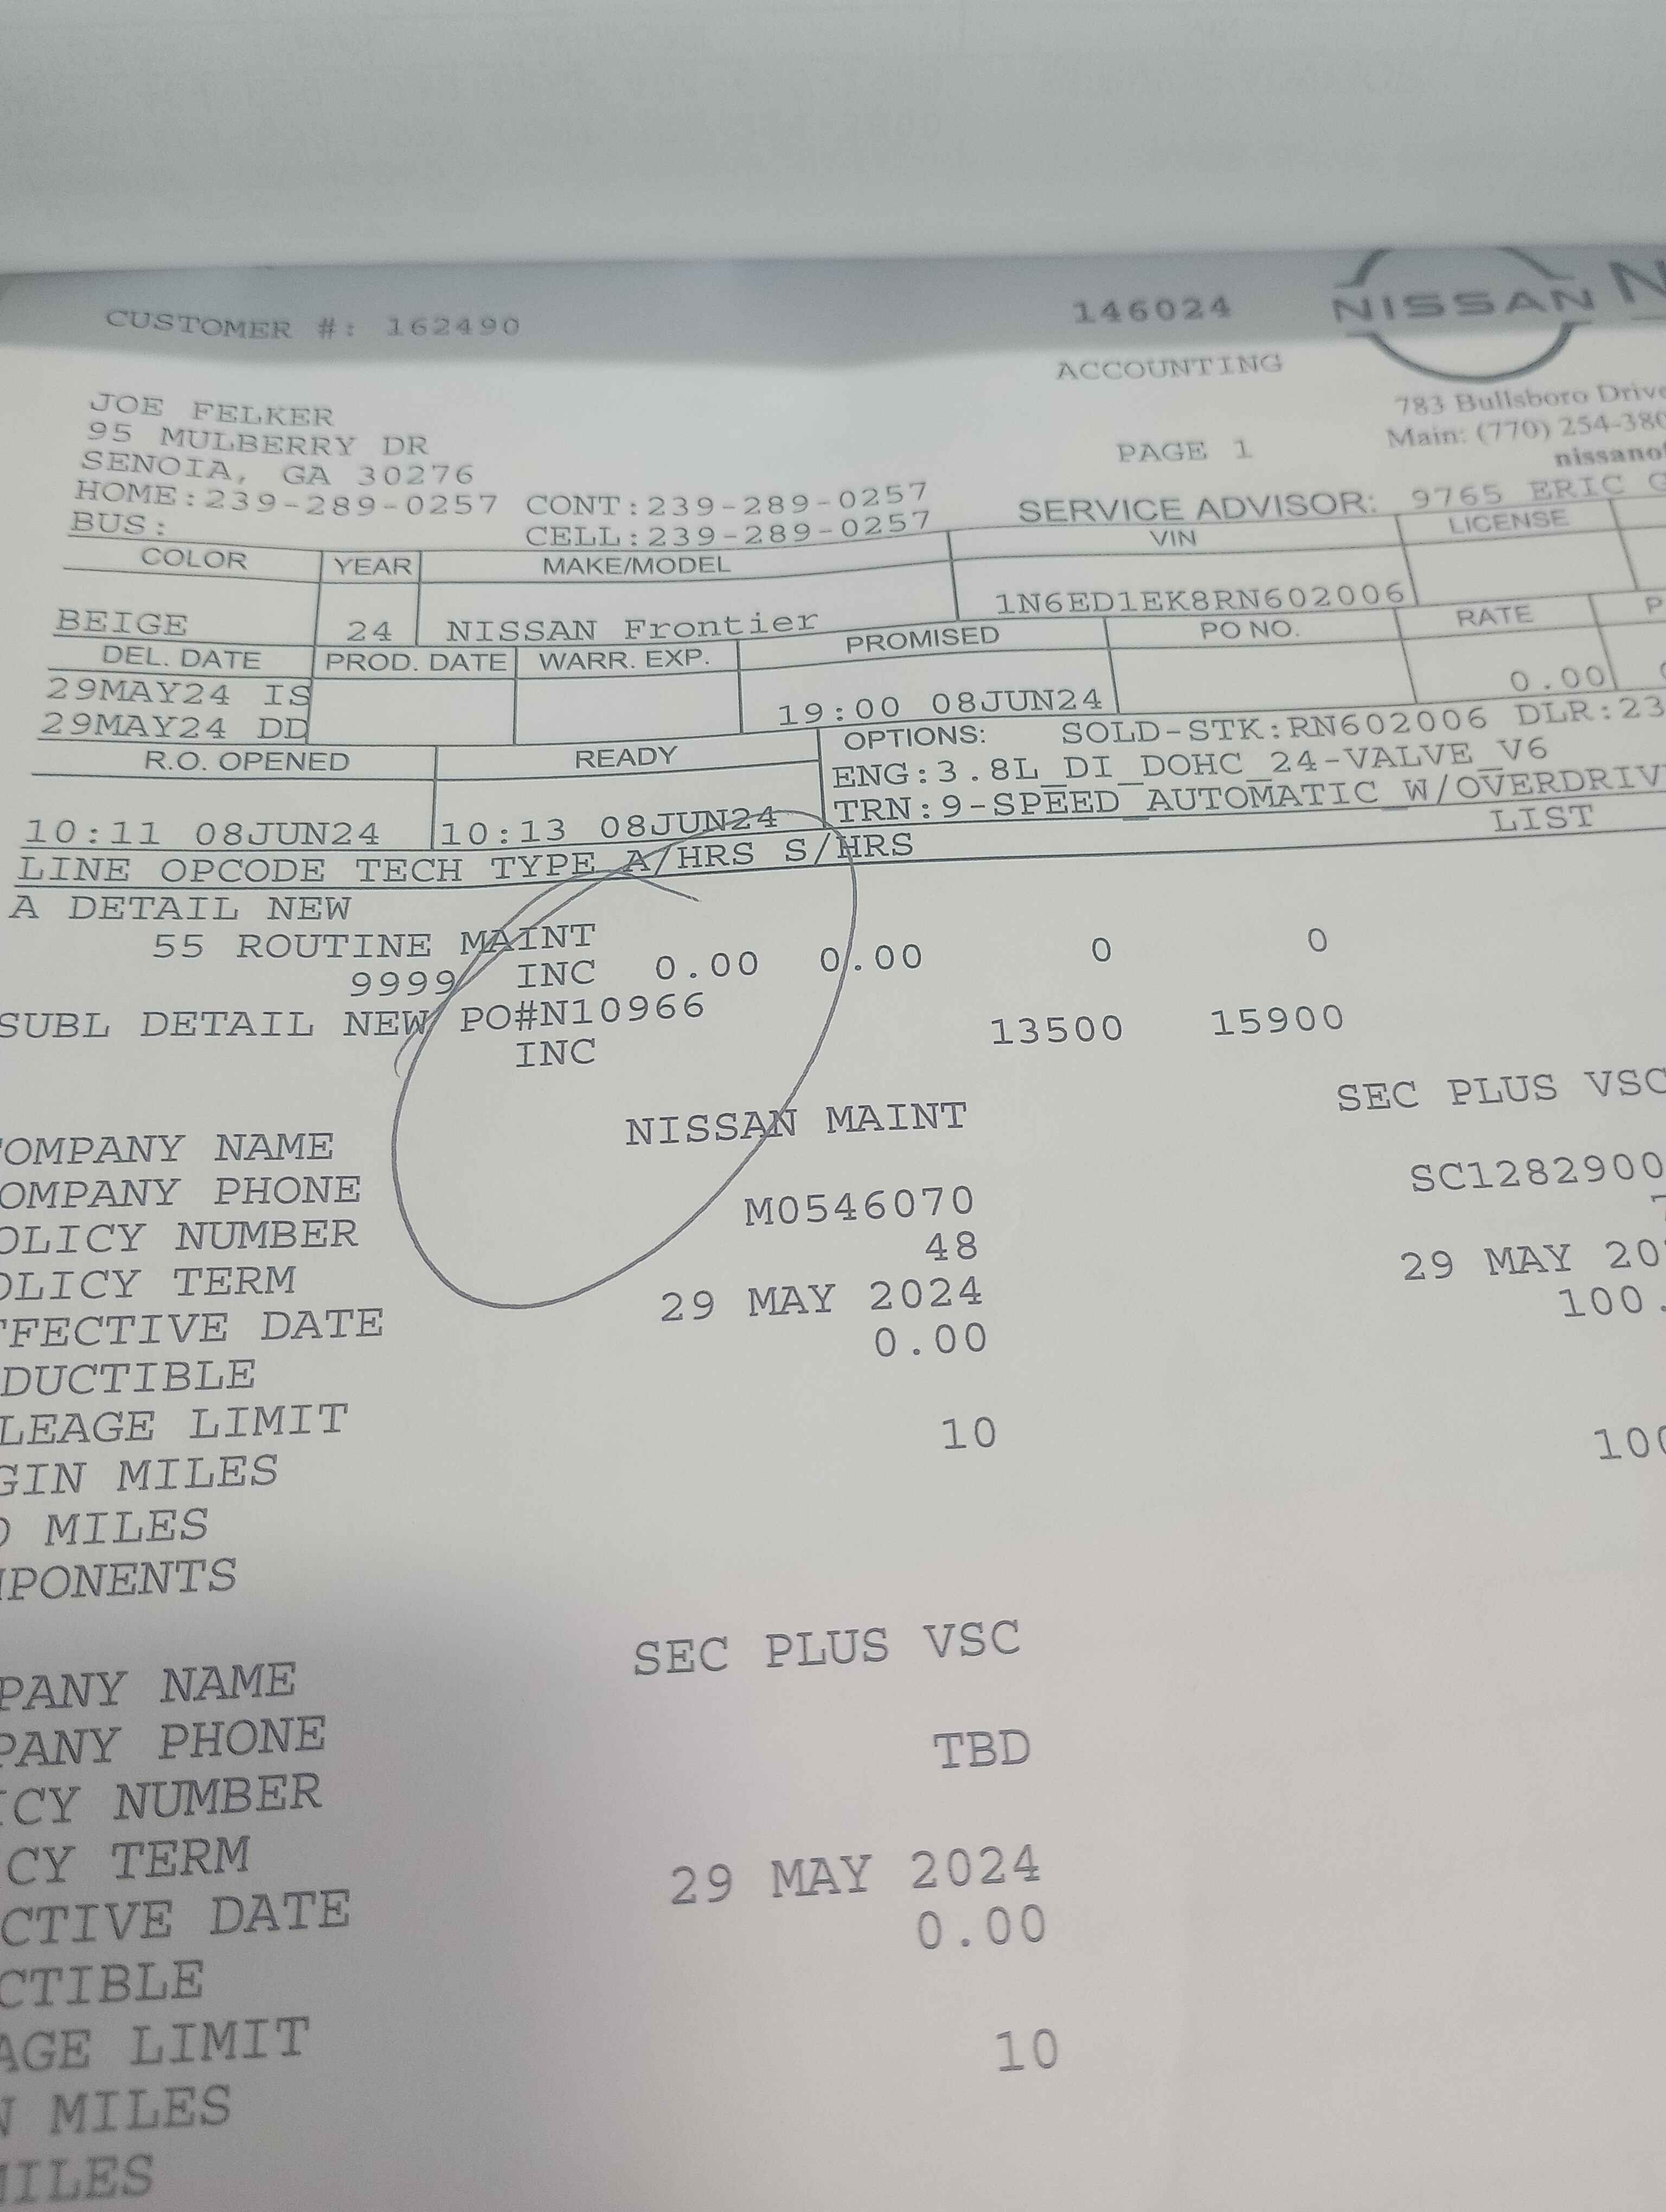 CUSTOMER #: 162490
146024
NISSAN
ACCOUNTING
JOE FELKER
95 MULBERRY DR
SENOIA, GA 30276
HOME:239-289-0257 CONT:239-289-0257
BUS: CELL:239-289-0257
783 Bullsboro Drive
Main: (770) 254-380
PAGE 1
SERVICE ADVISOR: 9765 ERIC G
COLOR YEAR MAKE/MODEL VIN LICENSE
BEIGE 24 NISSAN Frontier 1N6ED1EK8RN602006
DEL. DATE PROD. DATE WARR. EXP. PROMISED PO NO. RATE P
29MAY24 IS
29MAY24 DD 19:00 08JUN24 0.00
R.O. OPENED READY OPTIONS: SOLD-STK:RN602006 DLR:23
ENG:3.8L_DI_DOHC_24-VALVE_V6
10:11 08JUN24 10:13 08JUN24 TRN:9-SPEED_AUTOMATIC_W/OVERDRIV
LINE OPCODE TECH TYPE A/HRS S/HRS LIST
A DETAIL NEW
55 ROUTINE MAINT
9999 INC 0.00 0.00 0 0
SUBL DETAIL NEW PO#N10966
INC 13500 15900
OMPANY NAME NISSAN MAINT SEC PLUS VSC
OMPANY PHONE
OLICY NUMBER M0546070 SC1282900
OLICY TERM 48
FFECTIVE DATE 29 MAY 2024 29 MAY 20
DUCTIBLE 0.00 100.
LEAGE LIMIT
GIN MILES 10 100
MILES
MPONENTS
PANY NAME SEC PLUS VSC
PANY PHONE
ICY NUMBER TBD
CY TERM
CTIVE DATE 29 MAY 2024
CTIBLE 0.00
AGE LIMIT
N MILES 10
MILES